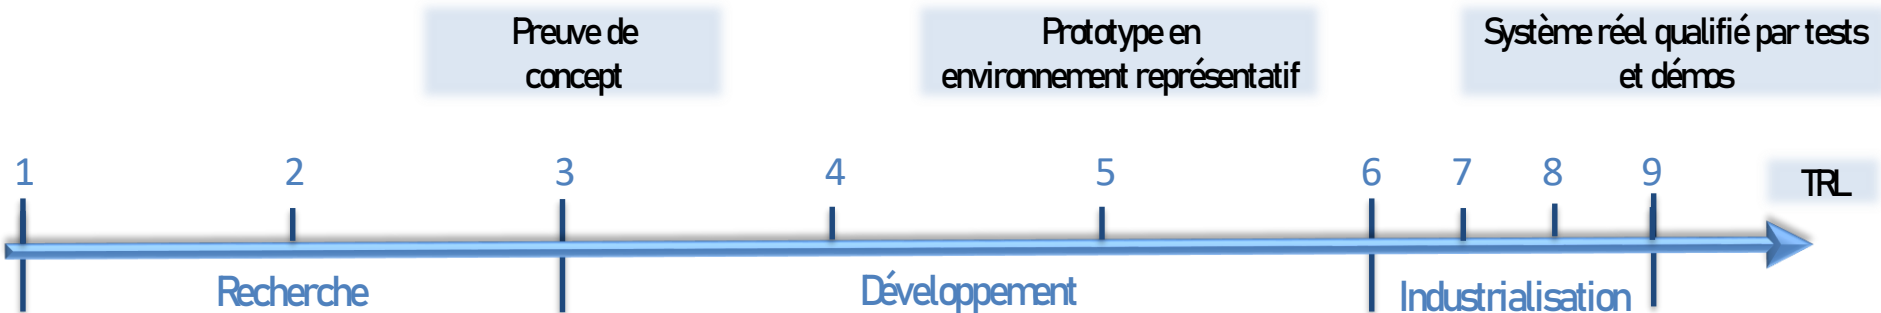 Preuve de
concept
Prototype en
environnement représentatif
Système réel qualifié par tests
et démos
1 2 3 4 5 6 7 8 9 TRL
Recherche Développement Industrialisation